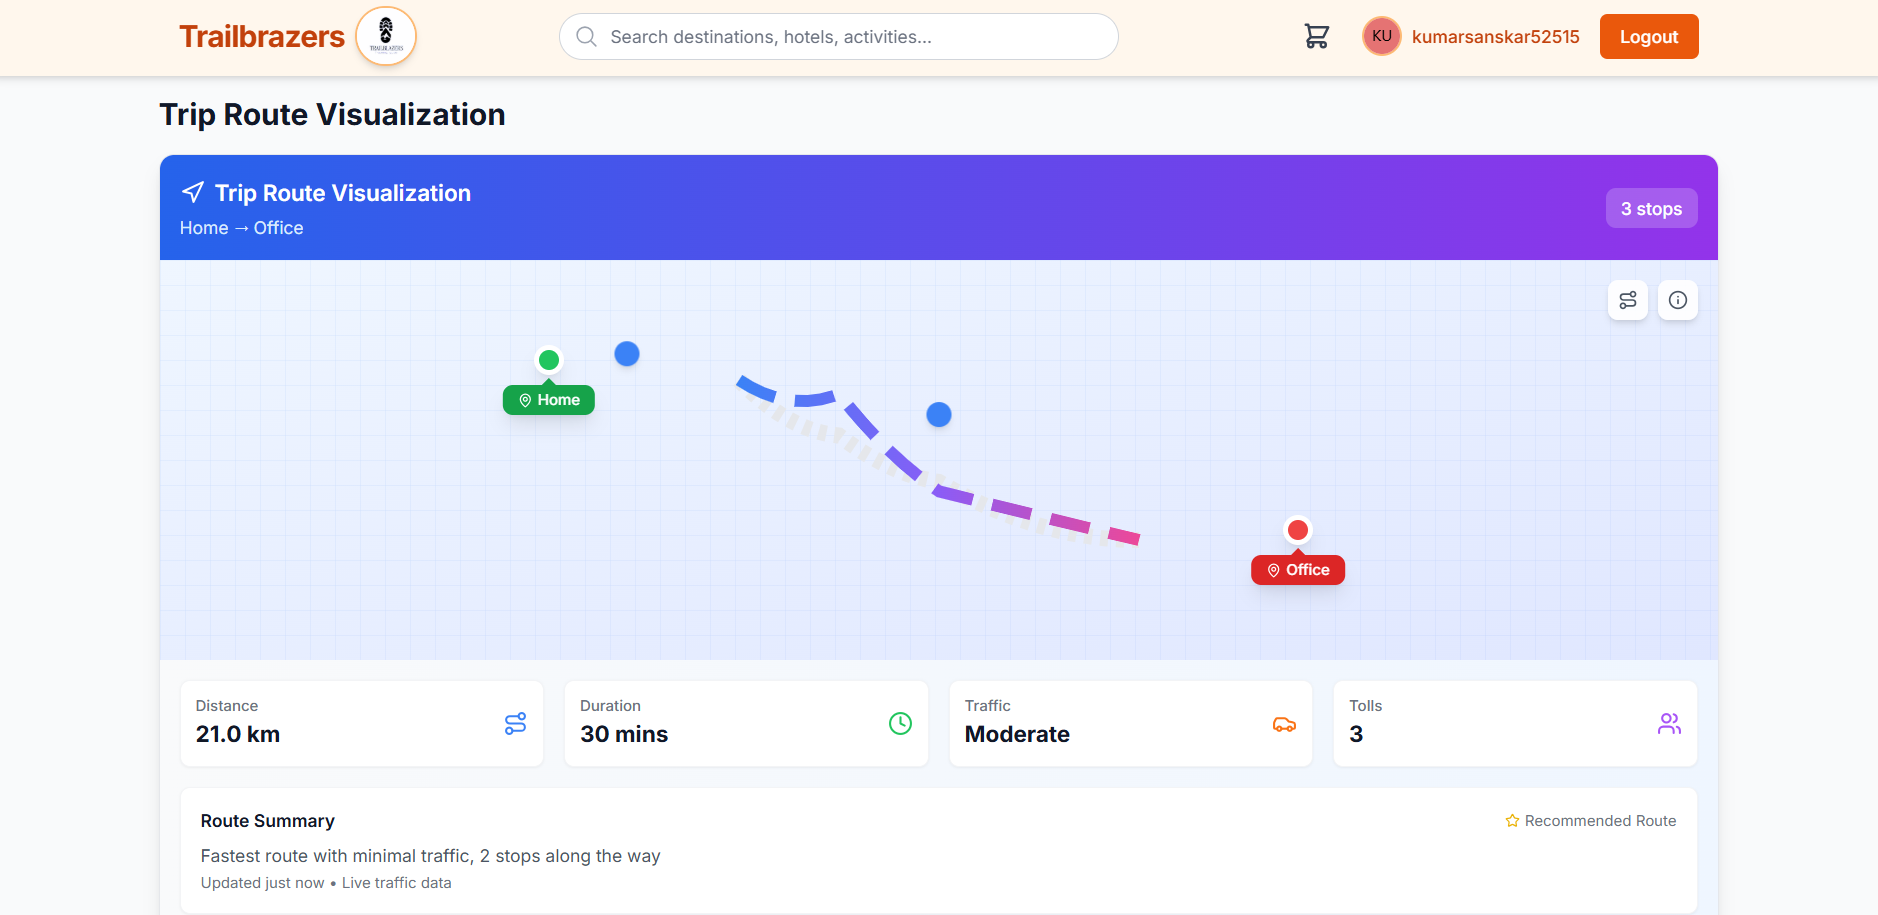 Trailbrazers
TRAILBRAZERS
Search destinations, hotels, activities...
KU
kumarsanskar52515
Logout
Trip Route Visualization
Trip Route Visualization
Home → Office
3 stops
Home
Office
Distance
21.0 km
Duration
30 mins
Traffic
Moderate
Tolls
3
Route Summary
Recommended Route
Fastest route with minimal traffic, 2 stops along the way
Updated just now • Live traffic data